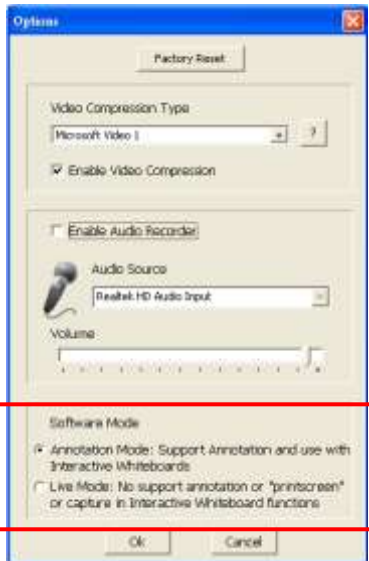 Options
Factory Reset
Video Compression Type
Microsoft Video 1
?
Enable Video Compression
Enable Audio Recorder
Audio Source
Realtek HD Audio Input
Volume
Software Mode
Annotation Mode: Support Annotation and use with
Interactive Whiteboards
Live Mode: No support annotation or "printscreen"
or capture in Interactive Whiteboard functions
Ok Cancel